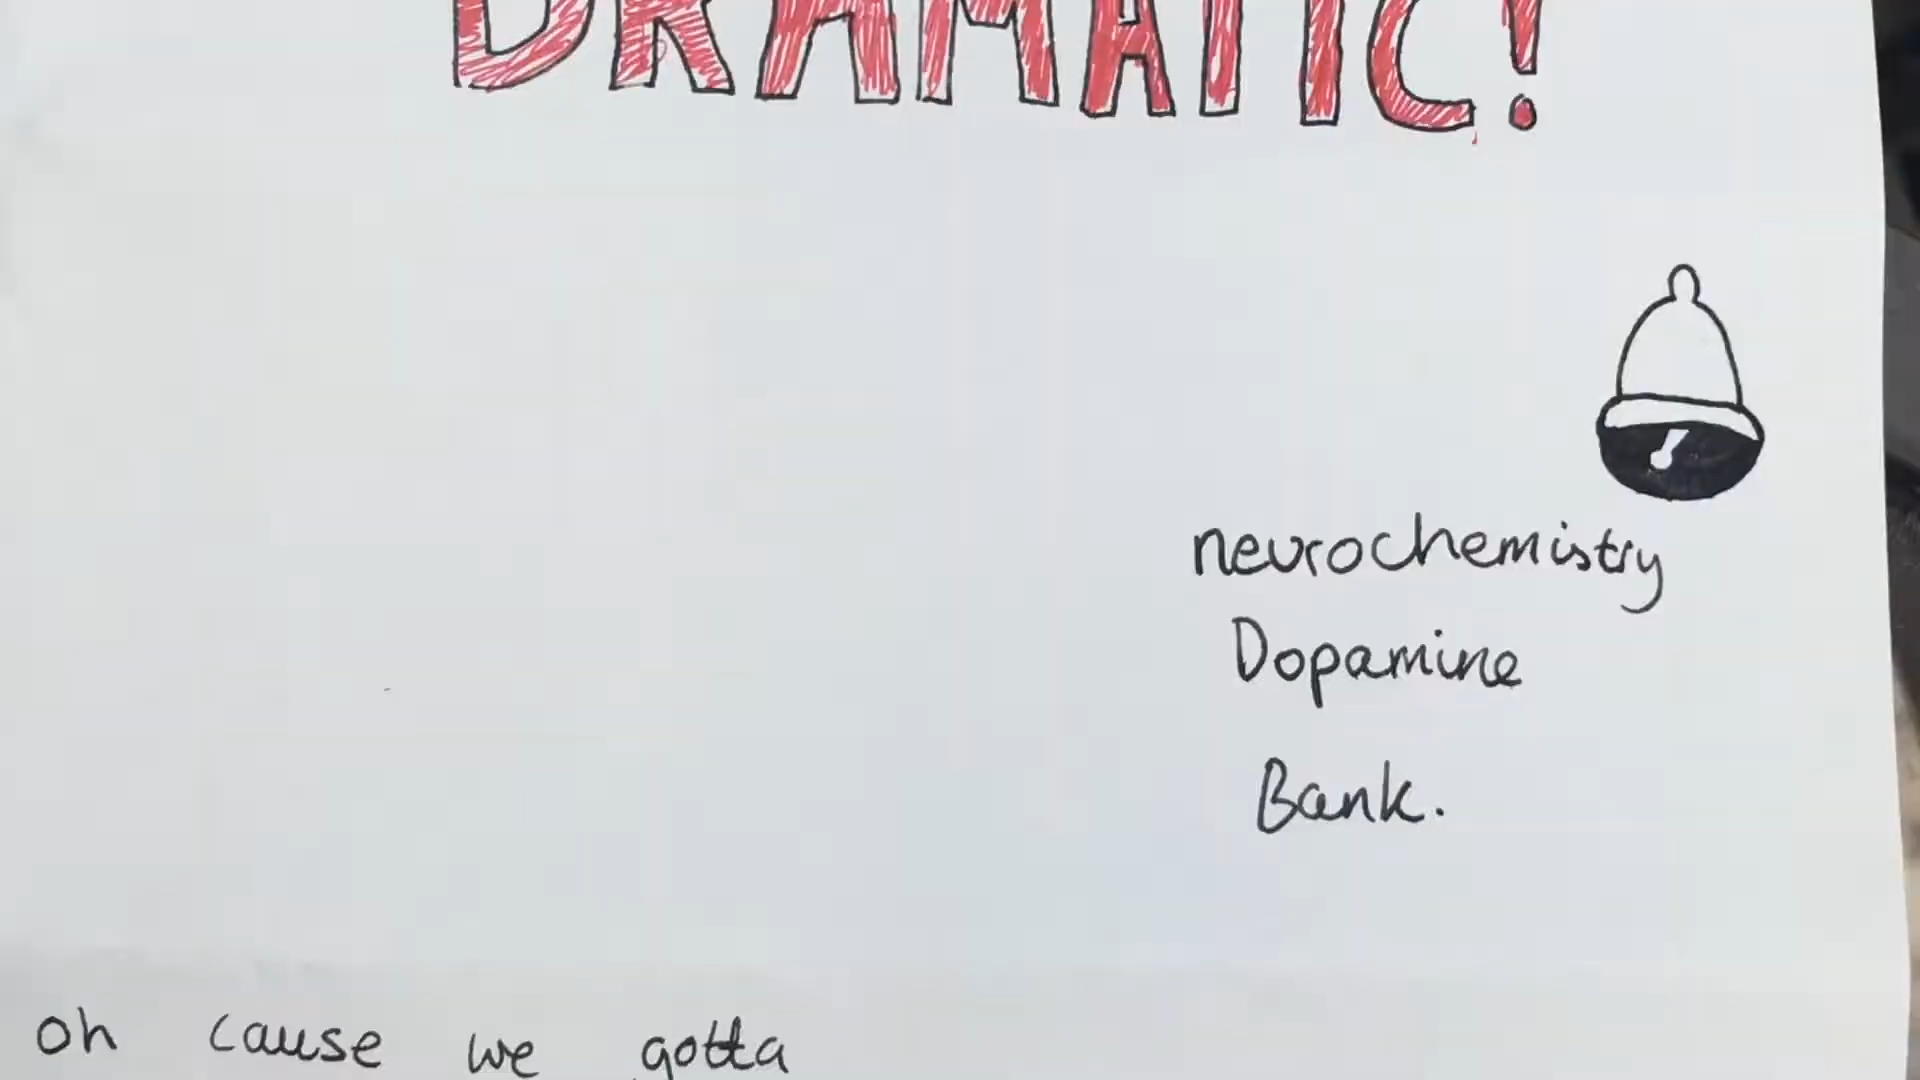 DRAMATIC!
neurochemistry
Dopamine
Bank.
oh cause we gotta